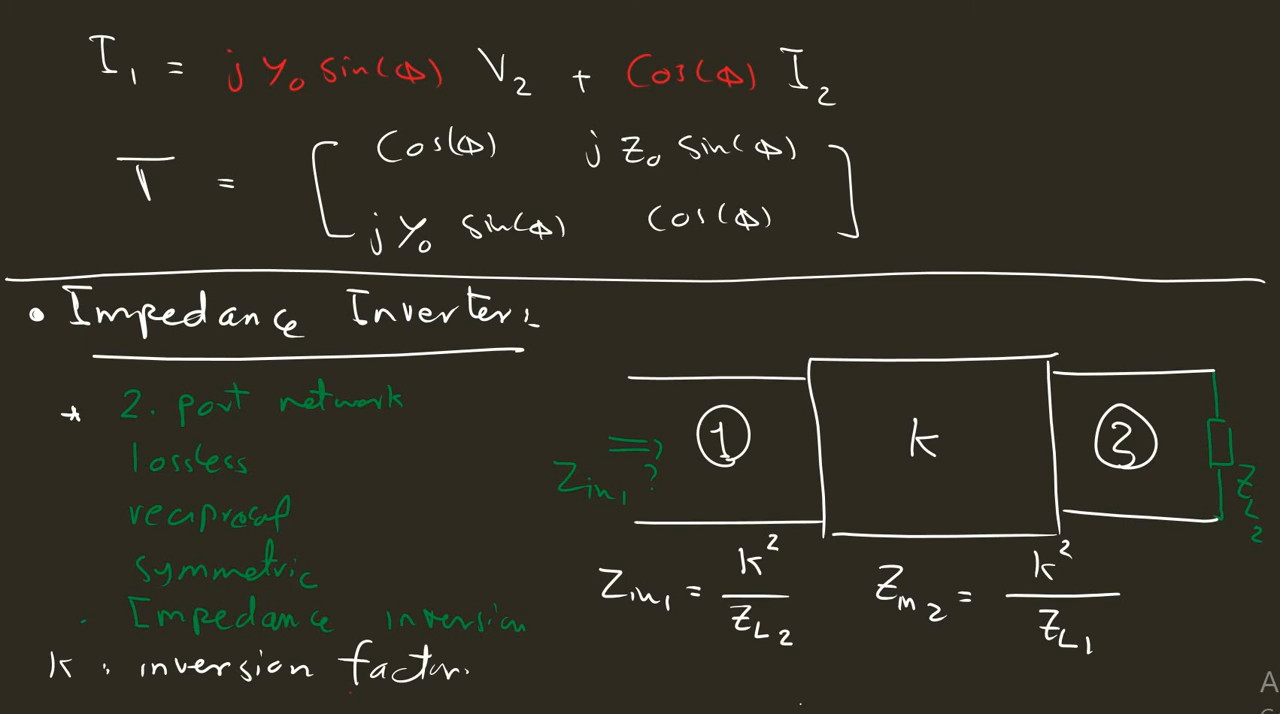 I₁ = j y₀ sin(ϕ) V₂ + Cos(ϕ) I₂
T = [ Cos(ϕ) j Z₀ sin(ϕ)
j y₀ sin(ϕ) Cos(ϕ) ]
• Impedance Inverter:
* 2. port network
lossless
reciprocal
symmetric
. Impedance inversion
k : inversion factor.
① k ②
⇒ Zin₁ ?
Z_L₂
Zin₁ = k² / Z_L₂ Zin₂ = k² / Z_L₁
A